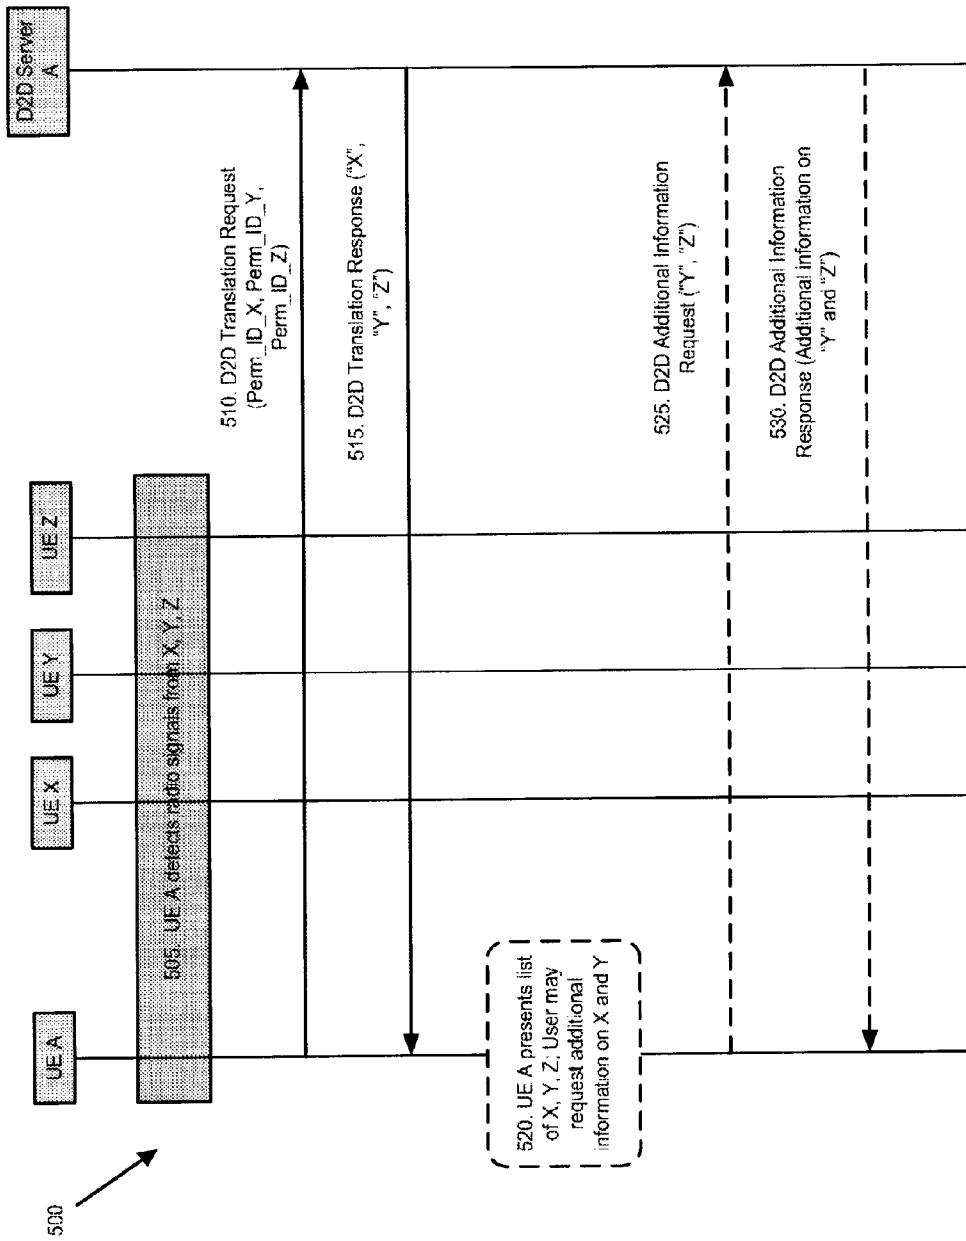 500
UE A
UE X
UE Y
UE Z
D2D Server
A
505. UE A detects radio signals from X, Y, Z
510. D2D Translation Request
(Perm_ID_X, Perm_ID_Y,
Perm_ID_Z)
515. D2D Translation Response ("X",
"Y", "Z")
520. UE A presents list
of X, Y, Z; User may
request additional
information on X and Y
525. D2D Additional Information
Request ("Y", "Z")
530. D2D Additional Information
Response (Additional information on
"Y" and "Z")